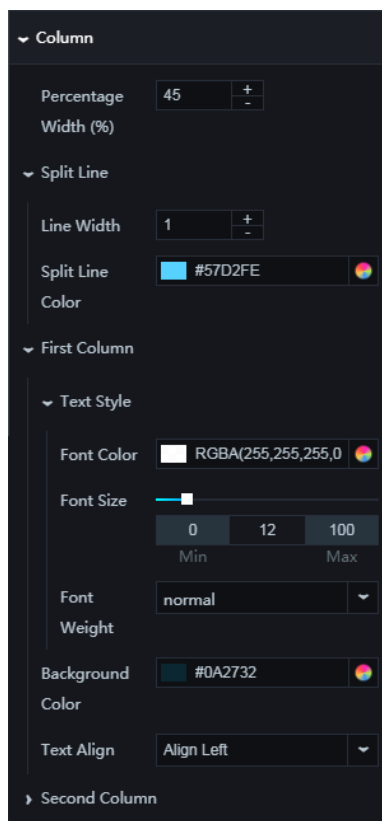 Column
Percentage 45 +
Width (%) -
Split Line
Line Width 1 +
-
Split Line #57D2FE
Color
First Column
Text Style
Font Color RGBA(255,255,255,0
Font Size
0 12 100
Min Max
Font normal
Weight
Background #0A2732
Color
Text Align Align Left
Second Column